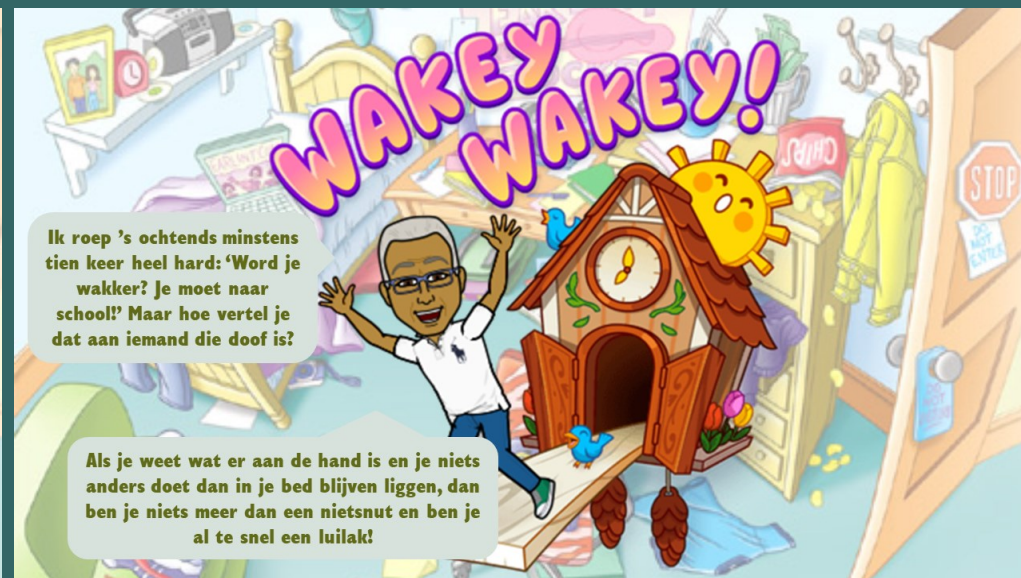 WAKEY
WAKEY!
CHIPS
STOP
DO
NOT
ENTER
Ik roep ’s ochtends minstens
tien keer heel hard: ‘Word je
wakker? Je moet naar
school!’ Maar hoe vertel je
dat aan iemand die doof is?
Als je weet wat er aan de hand is en je niets
anders doet dan in je bed blijven liggen, dan
ben je niets meer dan een nietsnut en ben je
al te snel een luilak!